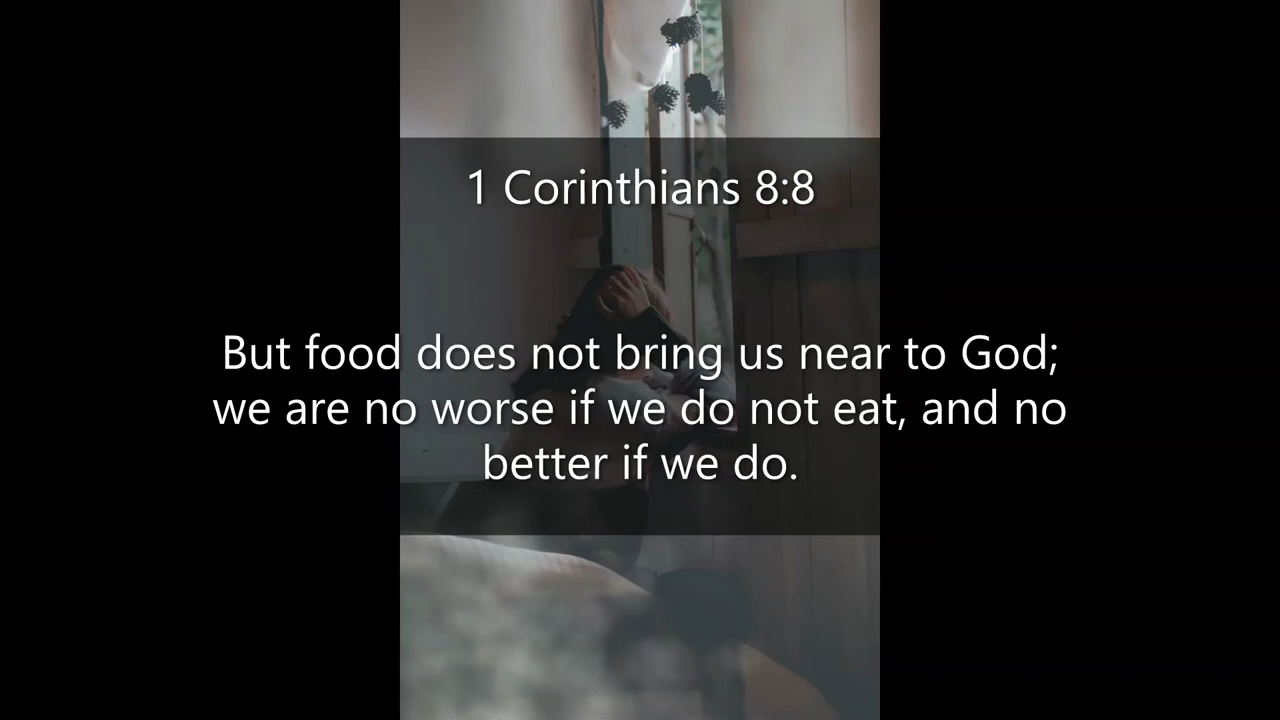 1 Corinthians 8:8
But food does not bring us near to God;
we are no worse if we do not eat, and no
better if we do.